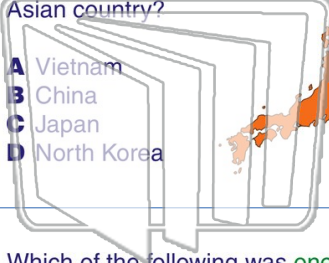 Asian country?
A Vietnam
B China
C Japan
D North Korea
Which of the following was one